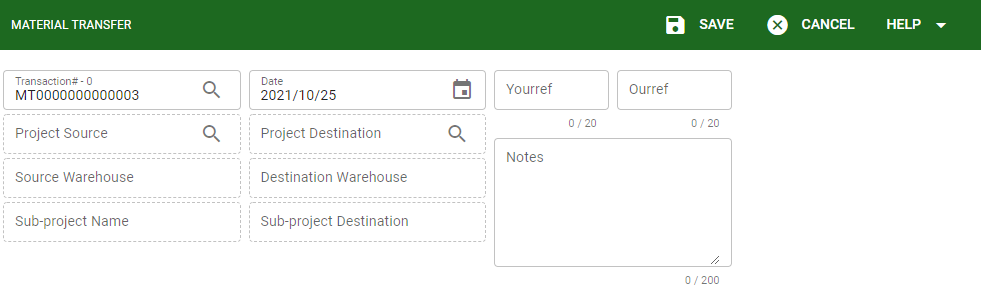 MATERIAL TRANSFER SAVE CANCEL HELP
Transaction# - 0 Date
MT0000000000003 2021/10/25 Yourref Ourref
0 / 20 0 / 20
Project Source Project Destination
Notes
Source Warehouse Destination Warehouse
Sub-project Name Sub-project Destination
0 / 200